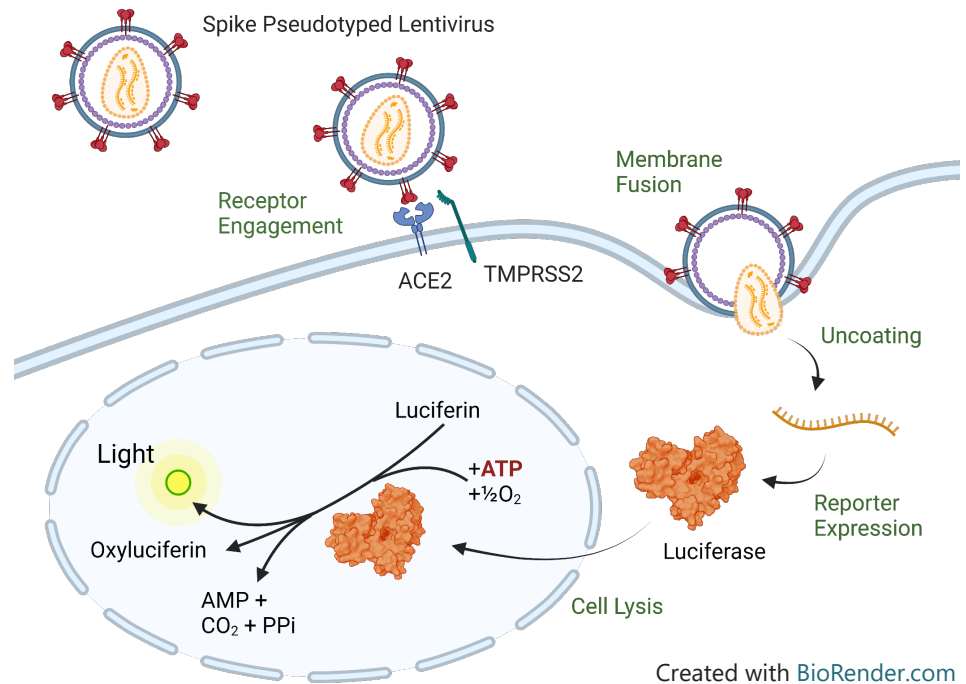 Spike Pseudotyped Lentivirus
Receptor
Engagement
ACE2
TMPRSS2
Membrane
Fusion
Uncoating
Luciferin
Light
+ATP
+½O₂
Reporter
Expression
Luciferase
Oxyluciferin
AMP +
CO₂ + PPi
Cell Lysis
Created with BioRender.com